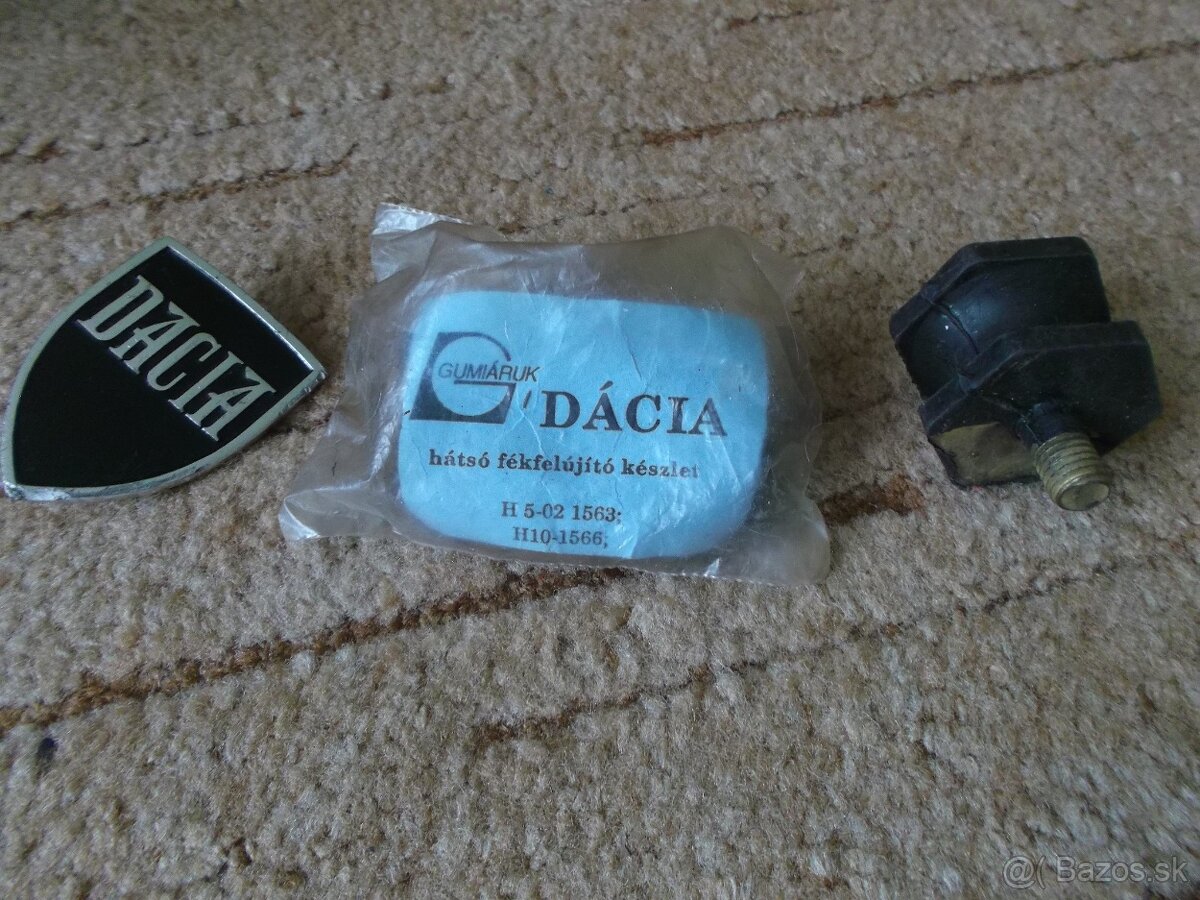 DACIA
GUMIÁRUK
DÁCIA
hátsó fékfelújító készlet
H 5-02 1563;
H10-1566;
@( Bazos.sk